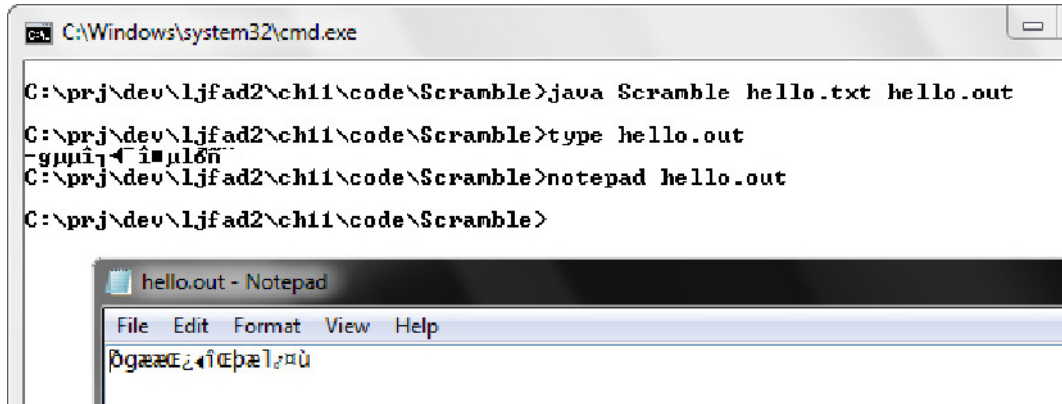 C:\Windows\system32\cmd.exe
C:\prj\dev\ljfad2\ch11\code\Scramble>java Scramble hello.txt hello.out
C:\prj\dev\ljfad2\ch11\code\Scramble>type hello.out
C:\prj\dev\ljfad2\ch11\code\Scramble>notepad hello.out
C:\prj\dev\ljfad2\ch11\code\Scramble>
hello.out - Notepad
File Edit Format View Help